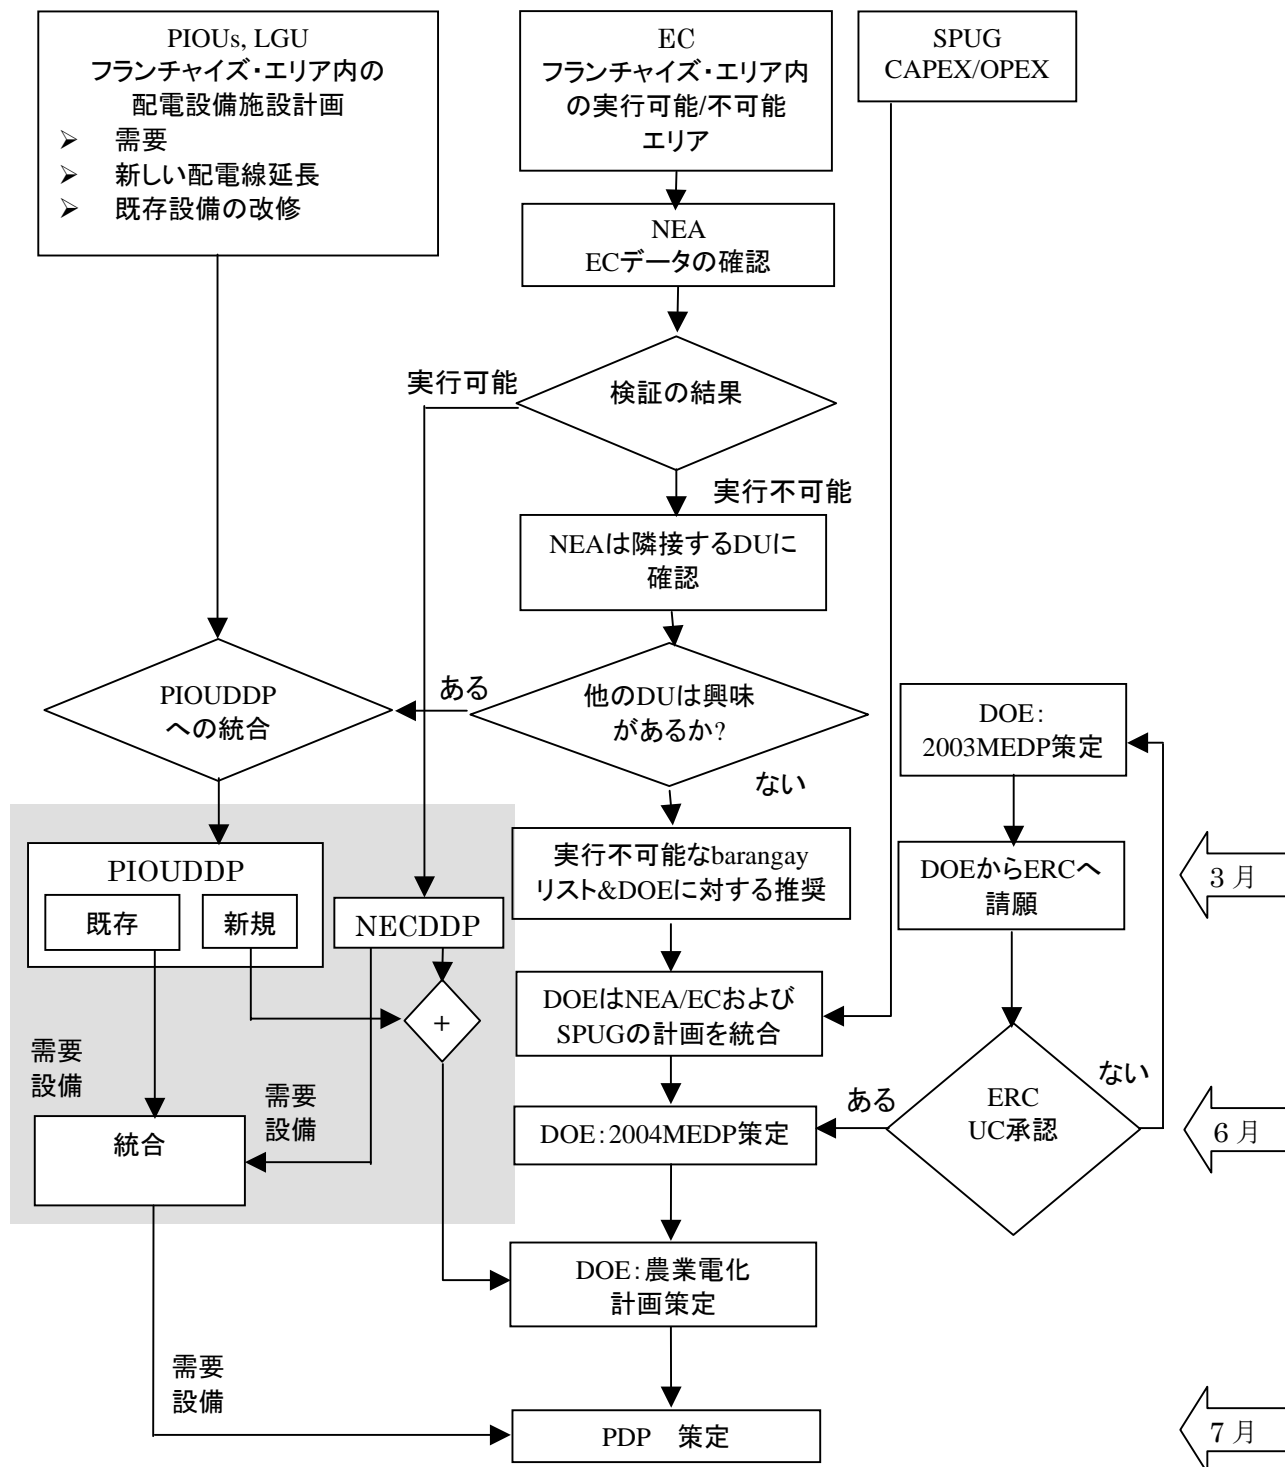 PIOUs, LGU
フランチャイズ・エリア内の
配電設備施設計画
➢ 需要
➢ 新しい配電線延長
➢ 既存設備の改修
EC
フランチャイズ・エリア内
の実行可能/不可能
エリア
SPUG
CAPEX/OPEX
NEA
ECデータの確認
検証の結果
実行可能
実行不可能
NEAは隣接するDUに
確認
他のDUは興味
があるか?
ある
ない
PIOUDDP
への統合
DOE:
2003MEDP策定
PIOUDDP
既存
新規
NECDDP
+
実行不可能なbarangay
リスト&DOEに対する推奨
DOEからERCへ
請願
3 月
DOEはNEA/ECおよび
SPUGの計画を統合
需要
設備
需要
設備
統合
DOE:2004MEDP策定
ある
ERC
UC承認
ない
6 月
DOE:農業電化
計画策定
需要
設備
PDP 策定
7 月